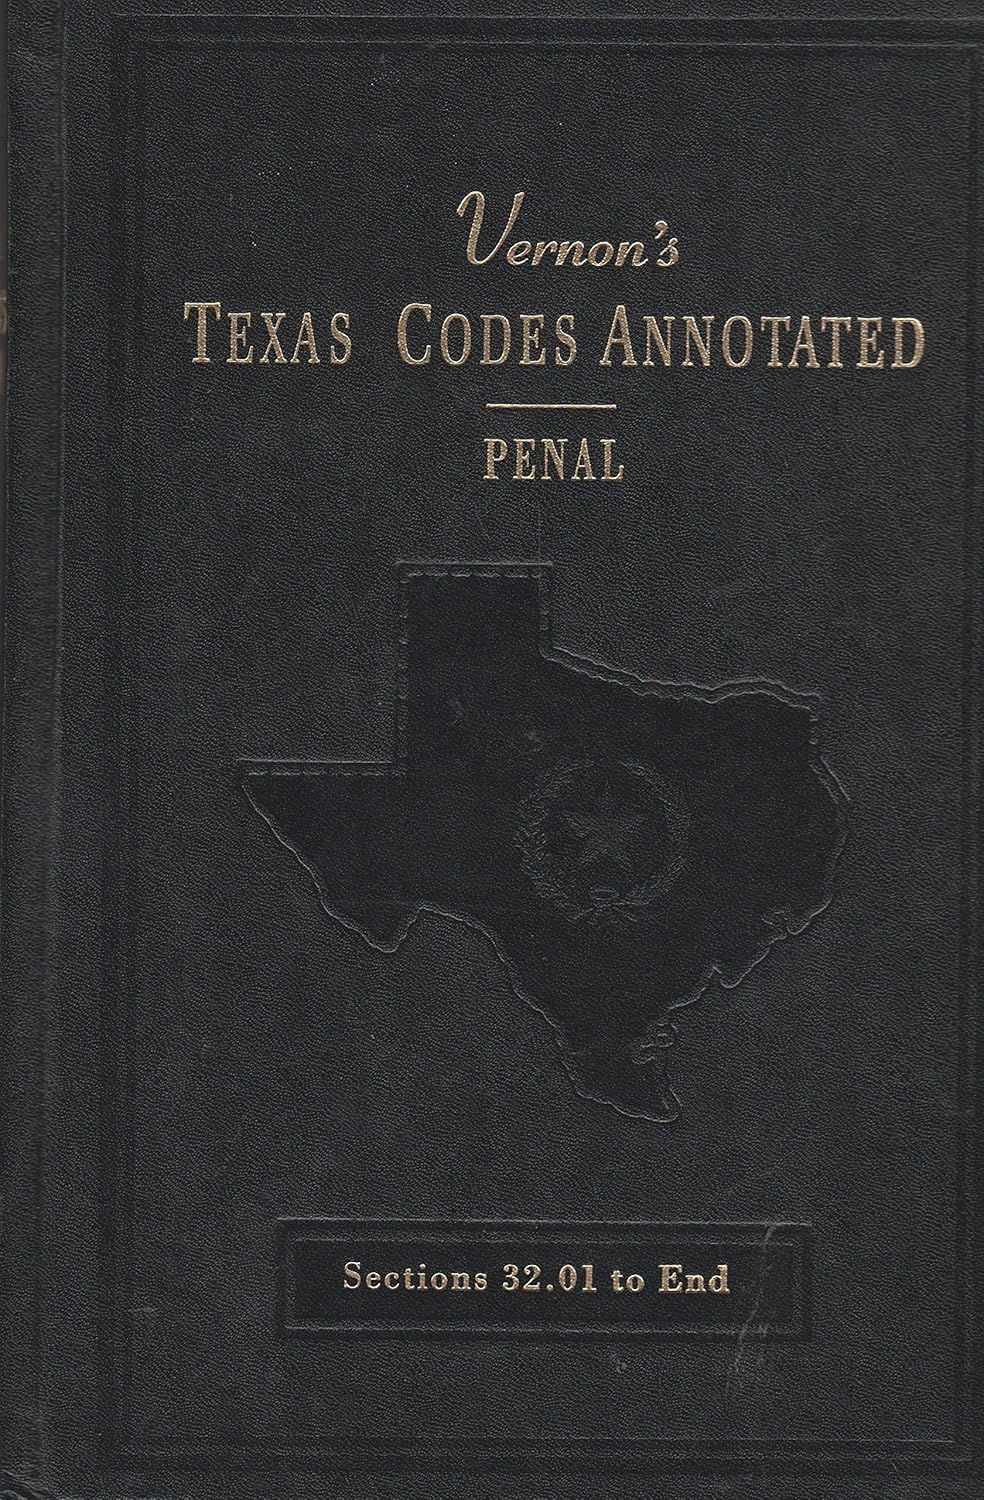 Vernon's
TEXAS CODES ANNOTATED
PENAL
Sections 32.01 to End